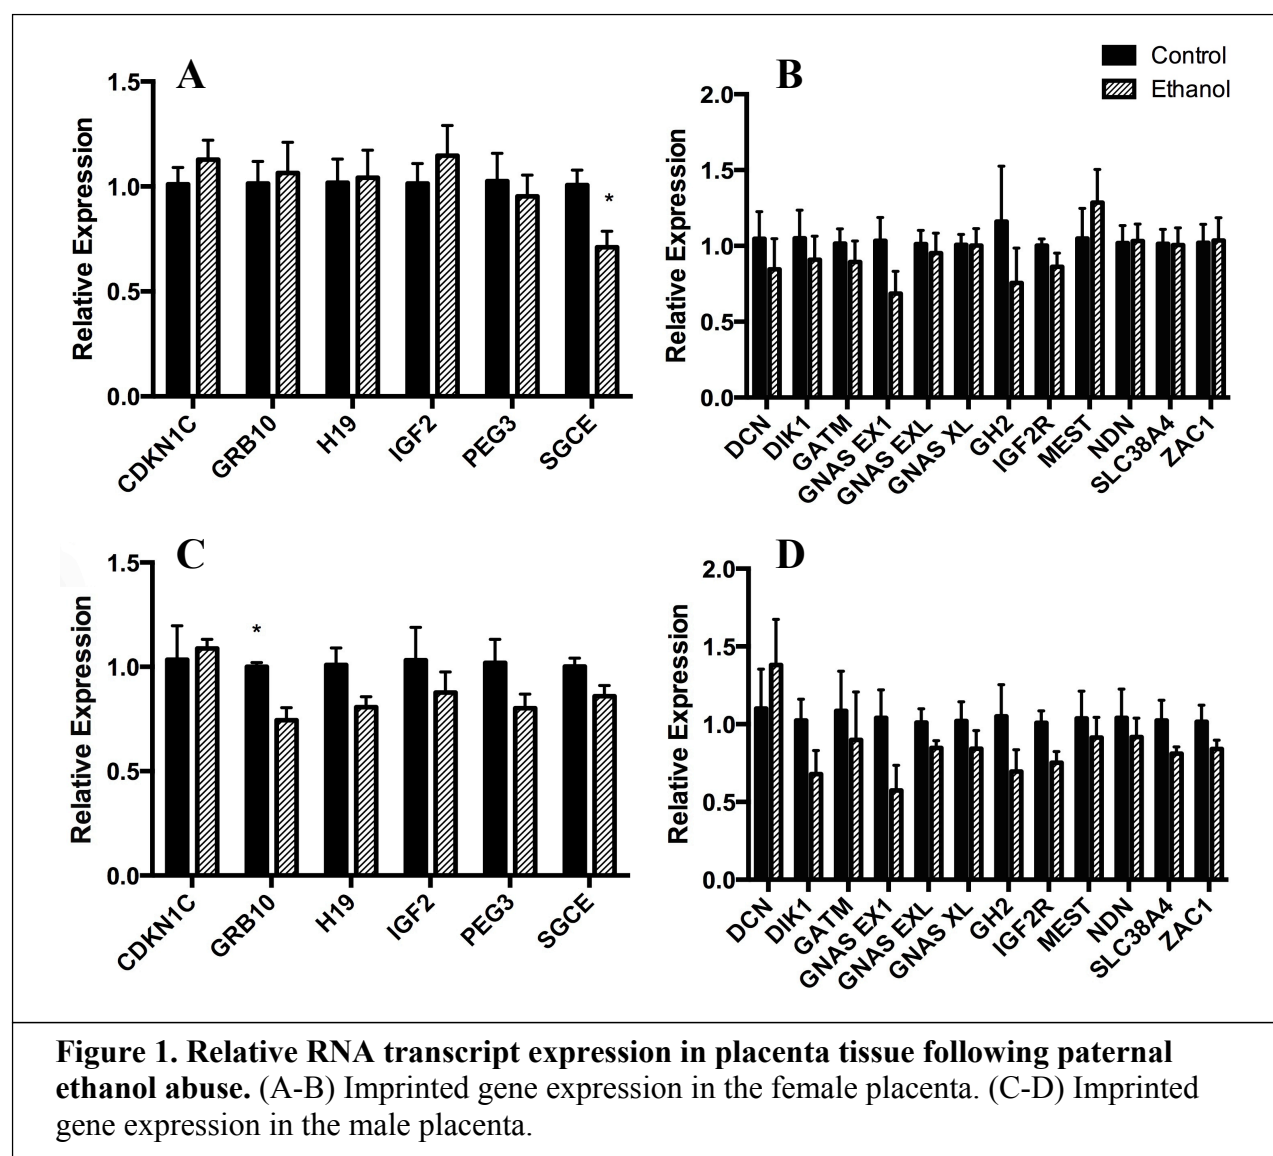 A
1.5
1.0
0.5
0.0
Relative Expression
*
CDKN1C
GRB10
H19
IGF2
PEG3
SGCE
B
Control
Ethanol
2.0
1.5
1.0
0.5
0.0
Relative Expression
DCN
DIK1
GATM
GNAS EX1
GNAS EXL
GNAS XL
GH2
IGF2R
MEST
NDN
SLC38A4
ZAC1
C
1.5
1.0
0.5
0.0
Relative Expression
*
CDKN1C
GRB10
H19
IGF2
PEG3
SGCE
D
2.0
1.5
1.0
0.5
0.0
Relative Expression
DCN
DIK1
GATM
GNAS EX1
GNAS EXL
GNAS XL
GH2
IGF2R
MEST
NDN
SLC38A4
ZAC1
Figure 1. Relative RNA transcript expression in placenta tissue following paternal
ethanol abuse. (A-B) Imprinted gene expression in the female placenta. (C-D) Imprinted
gene expression in the male placenta.